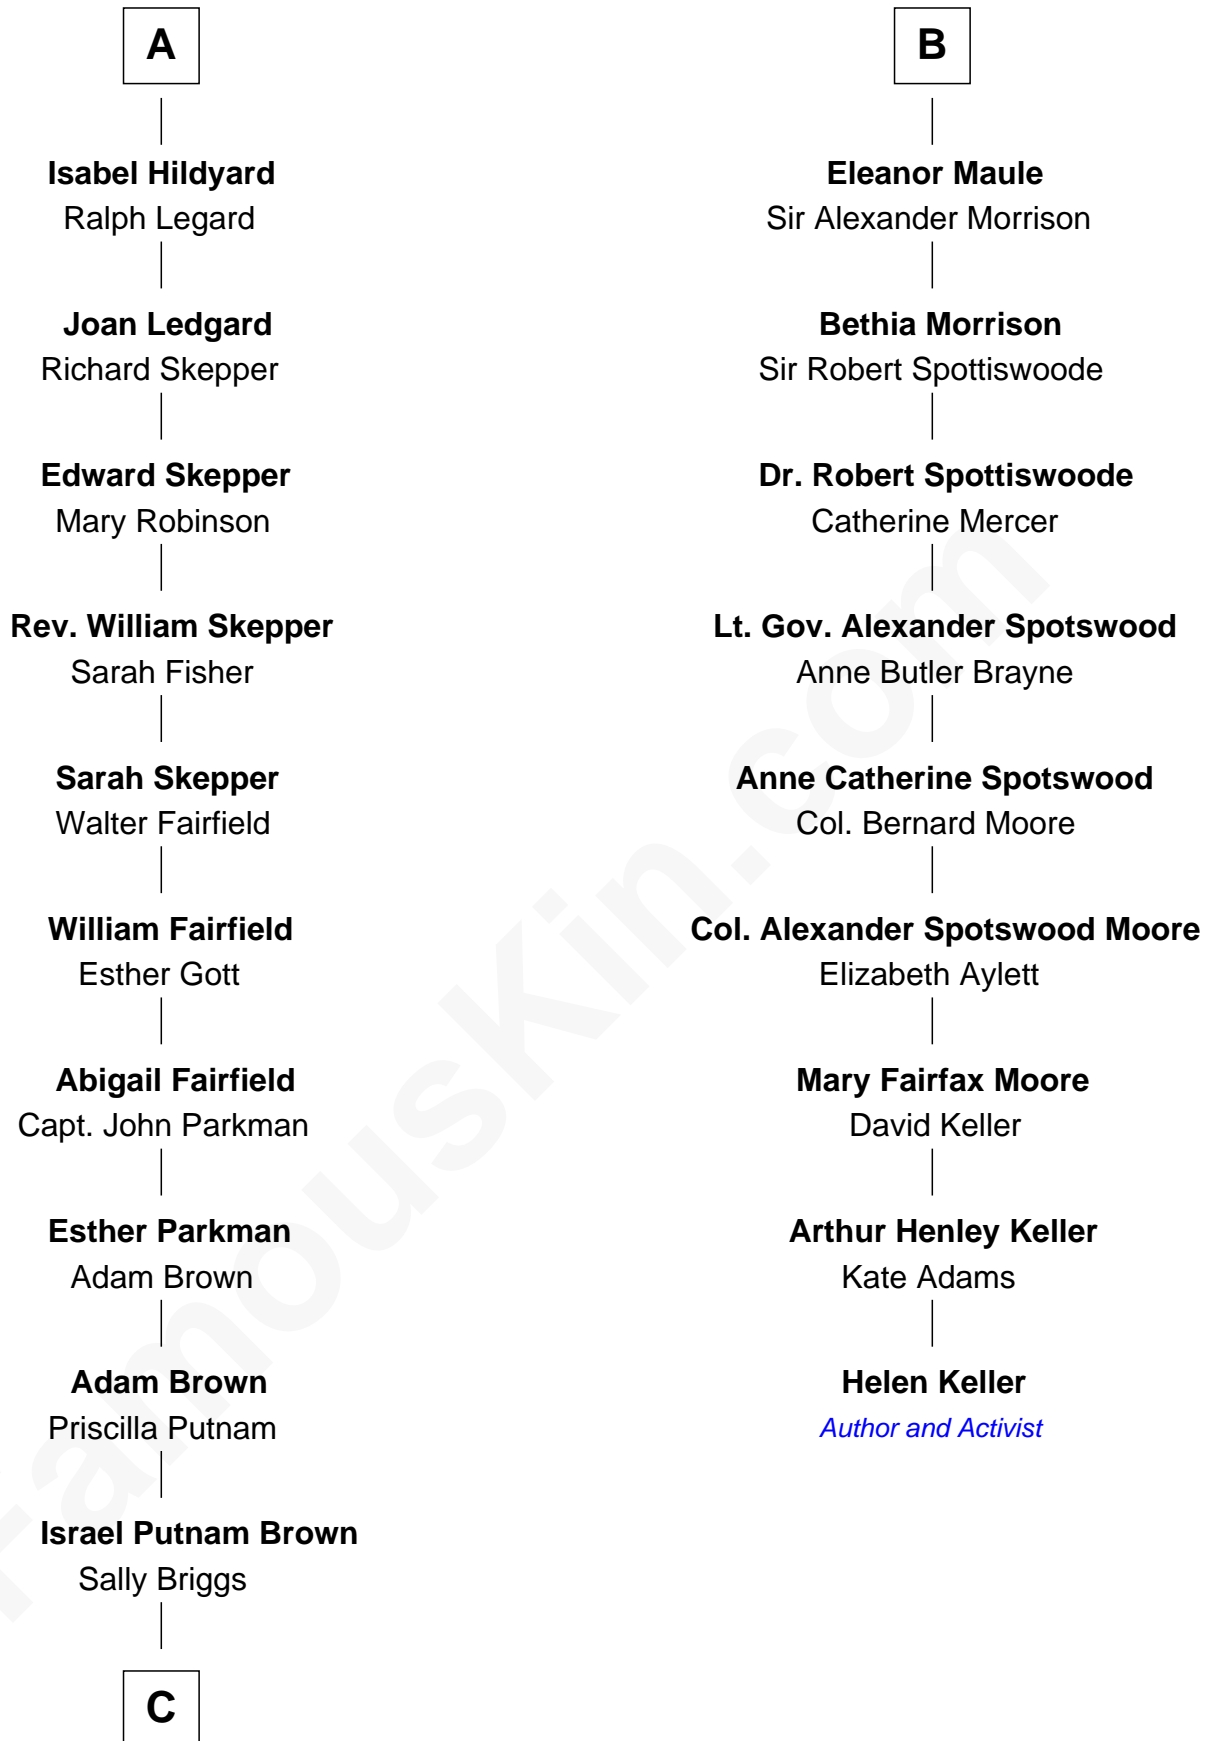 A
Isabel Hildyard
Ralph Legard
Joan Ledgard
Richard Skepper
Edward Skepper
Mary Robinson
Rev. William Skepper
Sarah Fisher
Sarah Skepper
Walter Fairfield
William Fairfield
Esther Gott
Abigail Fairfield
Capt. John Parkman
Esther Parkman
Adam Brown
Adam Brown
Priscilla Putnam
Israel Putnam Brown
Sally Briggs
C
B
Eleanor Maule
Sir Alexander Morrison
Bethia Morrison
Sir Robert Spottiswoode
Dr. Robert Spottiswoode
Catherine Mercer
Lt. Gov. Alexander Spotswood
Anne Butler Brayne
Anne Catherine Spotswood
Col. Bernard Moore
Col. Alexander Spotswood Moore
Elizabeth Aylett
Mary Fairfax Moore
David Keller
Arthur Henley Keller
Kate Adams
Helen Keller
Author and Activist
FamousKin.com